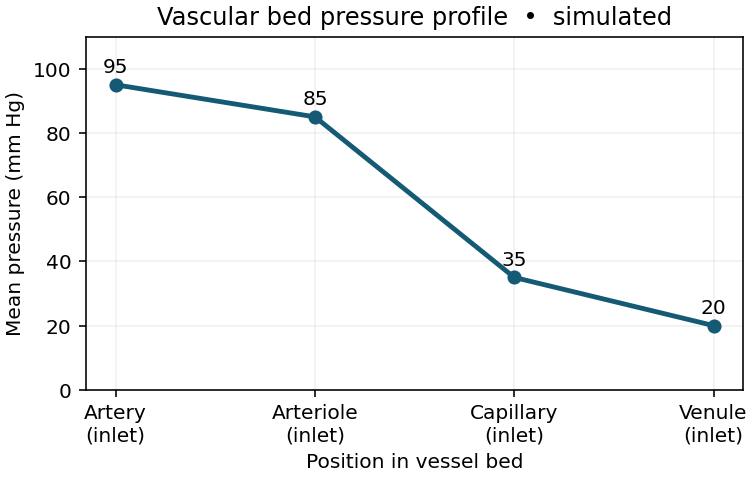 Vascular bed pressure profile • simulated
Mean pressure (mm Hg)
100
80
60
40
20
0
95
85
35
20
Artery
(inlet)
Arteriole
(inlet)
Capillary
(inlet)
Venule
(inlet)
Position in vessel bed